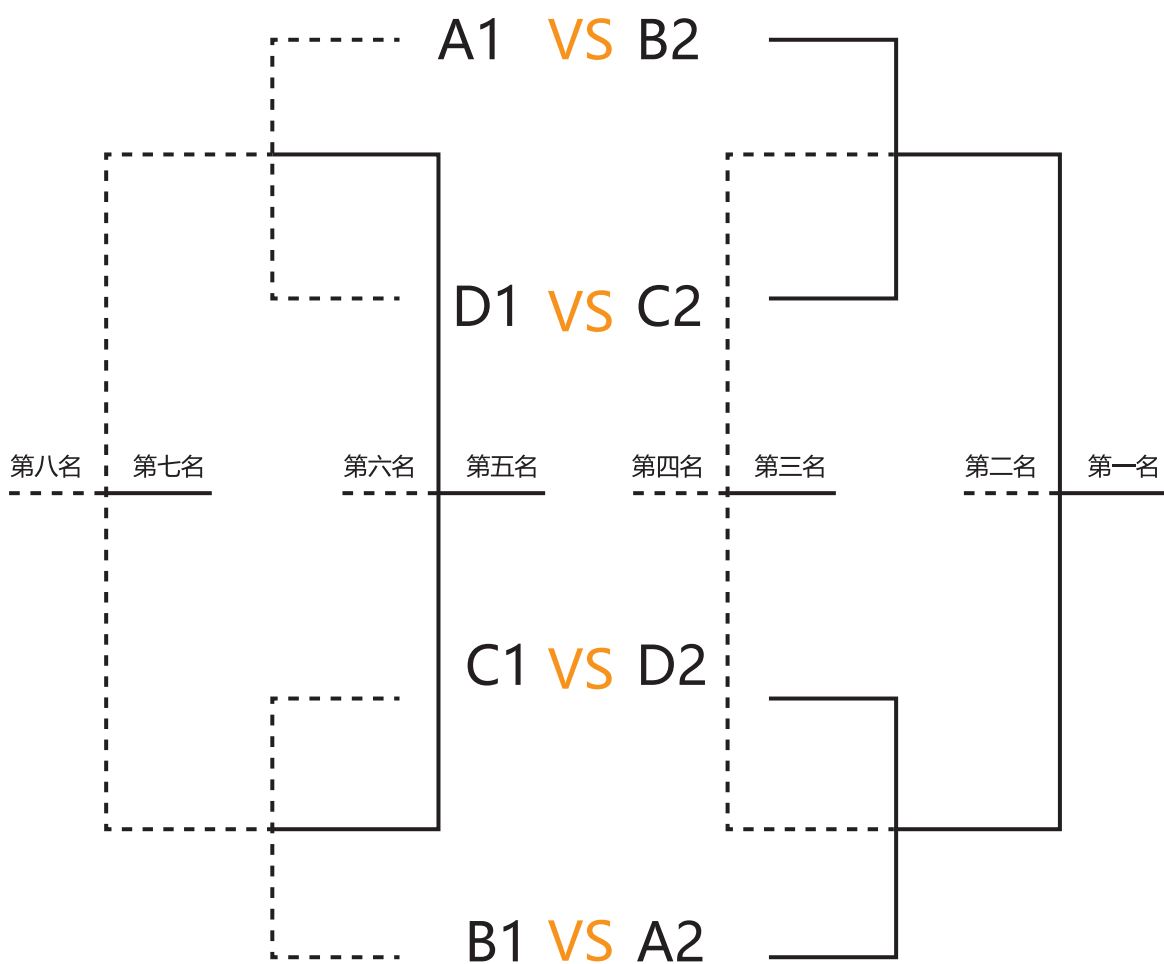 A1 VS B2
D1 VS C2
第八名 第七名 第六名 第五名 第四名 第三名 第二名 第一名
C1 VS D2
B1 VS A2